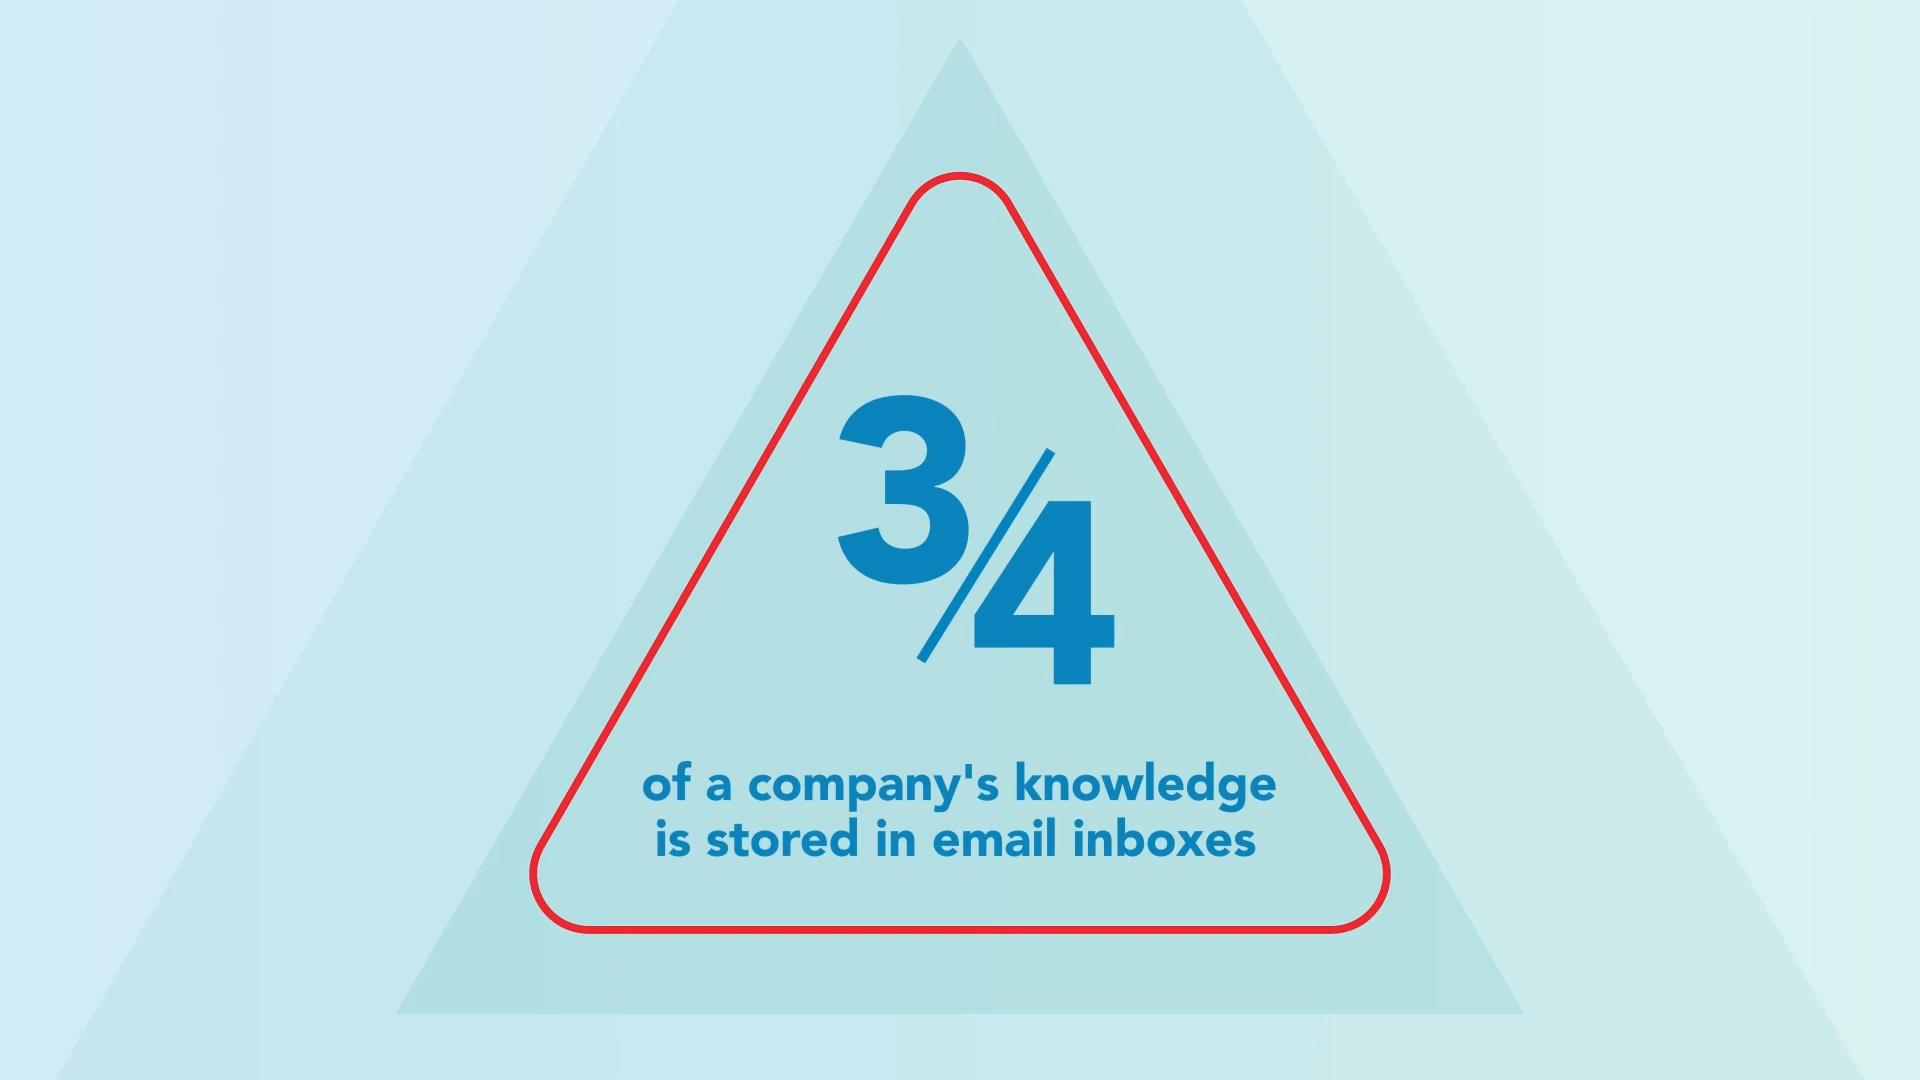 3/4
of a company's knowledge
is stored in email inboxes